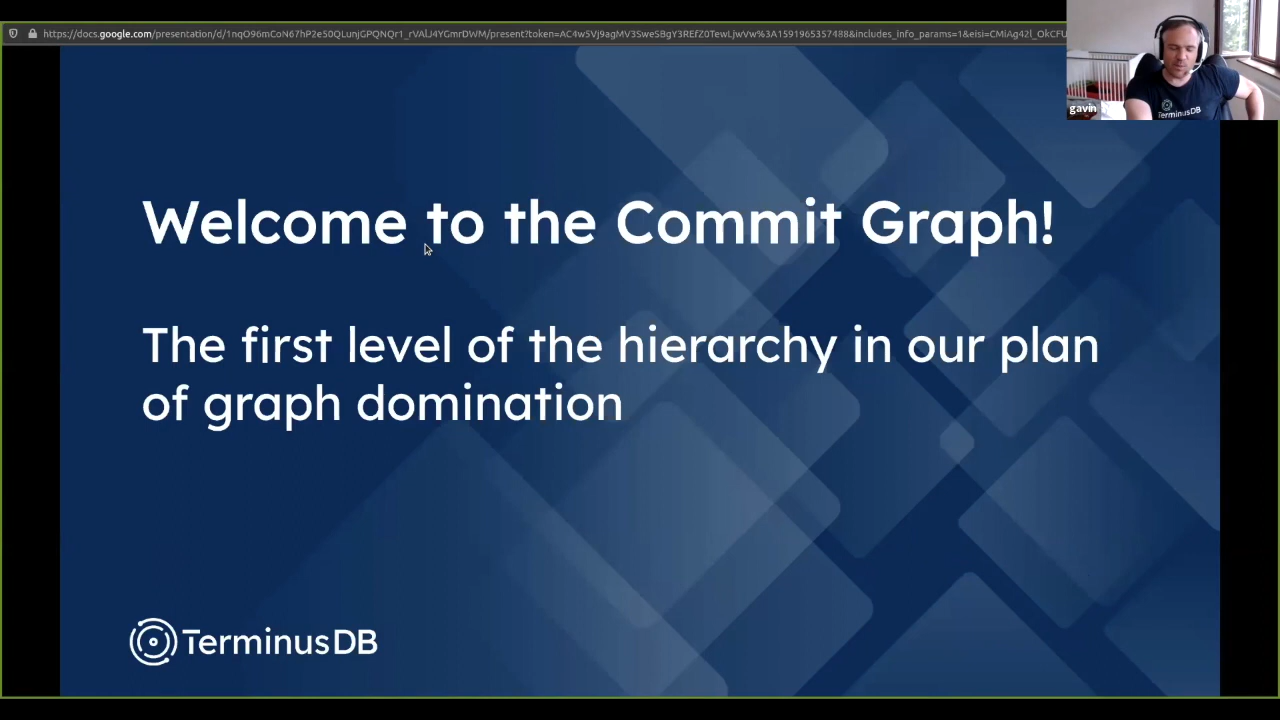 Welcome to the Commit Graph!
The first level of the hierarchy in our plan
of graph domination
TerminusDB
gavin
TerminusDB